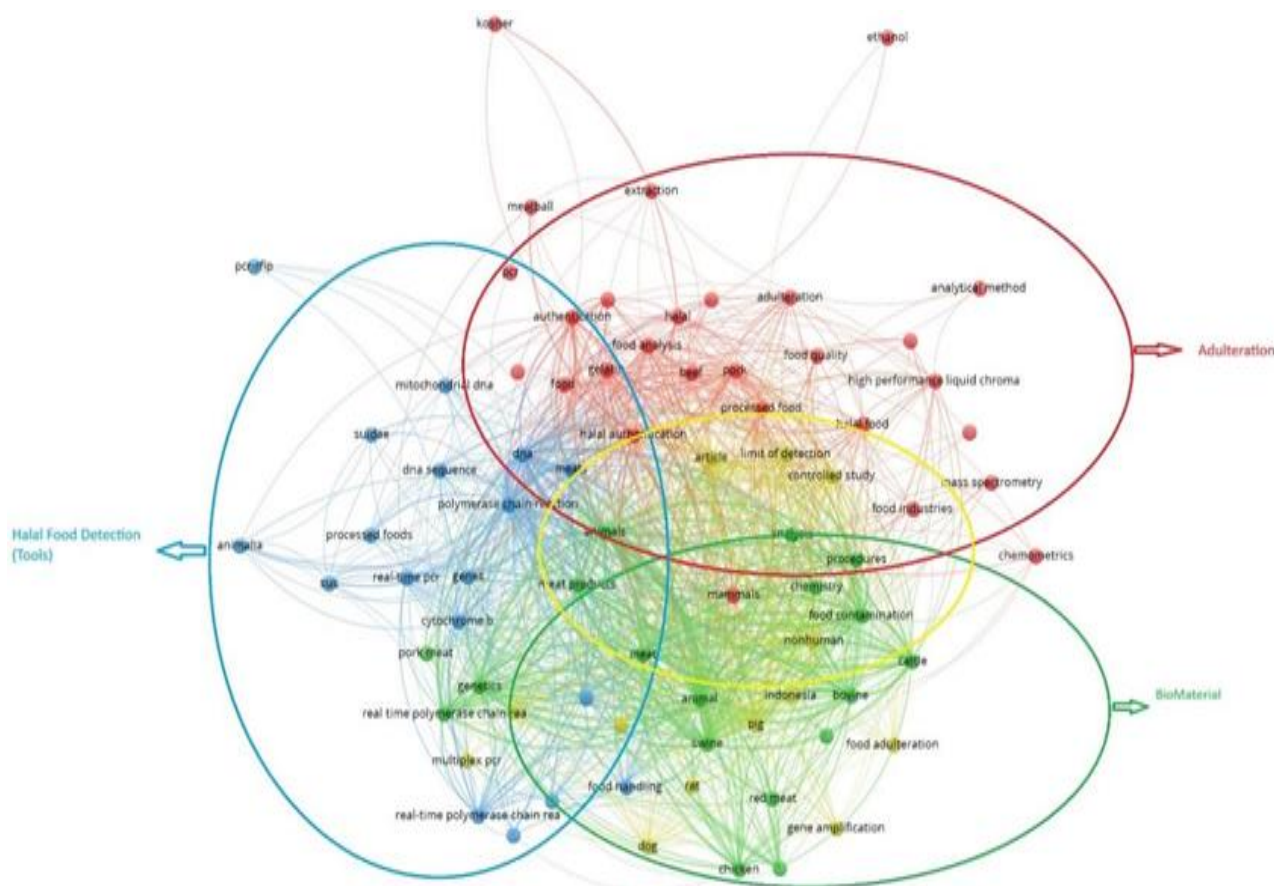 kosher
ethanol
extraction
meatball
pcr-rflp
pcr
analytical method
adulteration
authentication
halal
food analysis
food quality
Adulteration
gelatin
beef
pork
high performance liquid chroma
mitochondrial dna
food
processed food
halal food
suidae
halal authentication
dna
article
limit of detection
meats
dna sequence
controlled study
mass spectrometry
polymerase chain reaction
food industries
Halal Food Detection
(Tools)
processed foods
animals
analysis
animalia
procedures
chemometrics
sus
real-time pcr
genes
meat products
chemistry
mammals
food contamination
cytochrome b
nonhuman
pork meat
meat
cattle
genetics
animal
indonesia
bovine
BioMaterial
real time polymerase chain rea
pig
swine
food adulteration
multiplex pcr
food handling
rat
red meat
real-time polymerase chain rea
gene amplification
dog
chicken